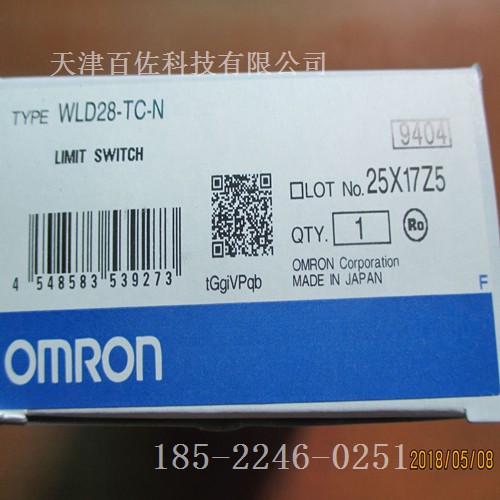 天津百佐科技有限公司
TYPE WLD28-TC-N
9404
LIMIT SWITCH
□LOT No. 25X17Z5
QTY. 1 Ro
4 548583 539273
tGgiVPqb
OMRON Corporation
MADE IN JAPAN
F
OMRON
185-2246-0251
2018/05/08